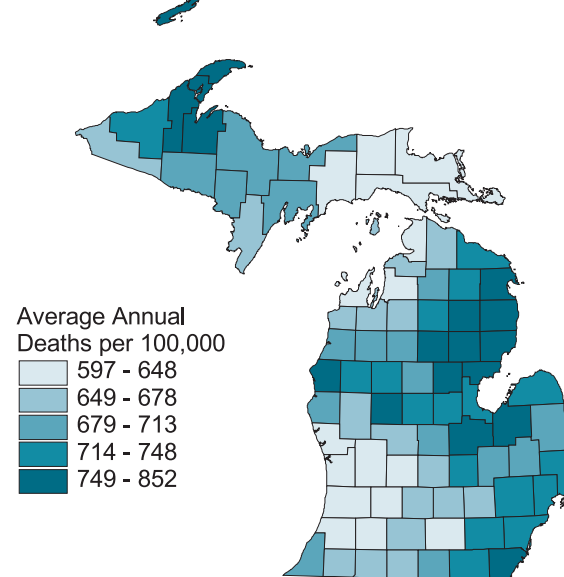 Average Annual
Deaths per 100,000
597 - 648
649 - 678
679 - 713
714 - 748
749 - 852